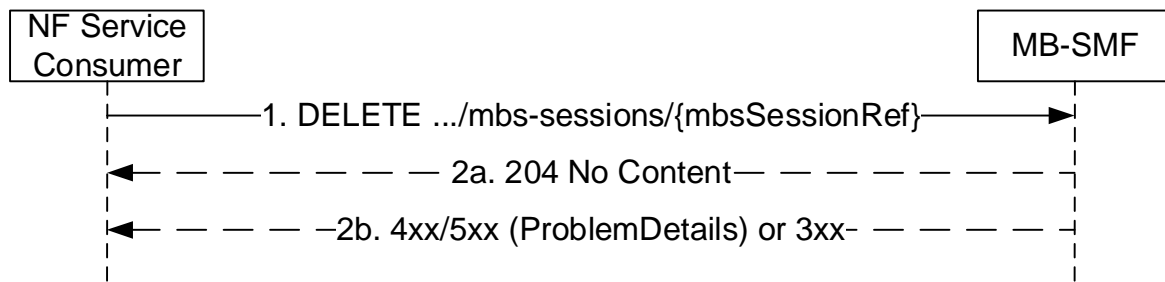 NF Service
Consumer
MB-SMF
1. DELETE .../mbs-sessions/{mbsSessionRef}
2a. 204 No Content
2b. 4xx/5xx (ProblemDetails) or 3xx